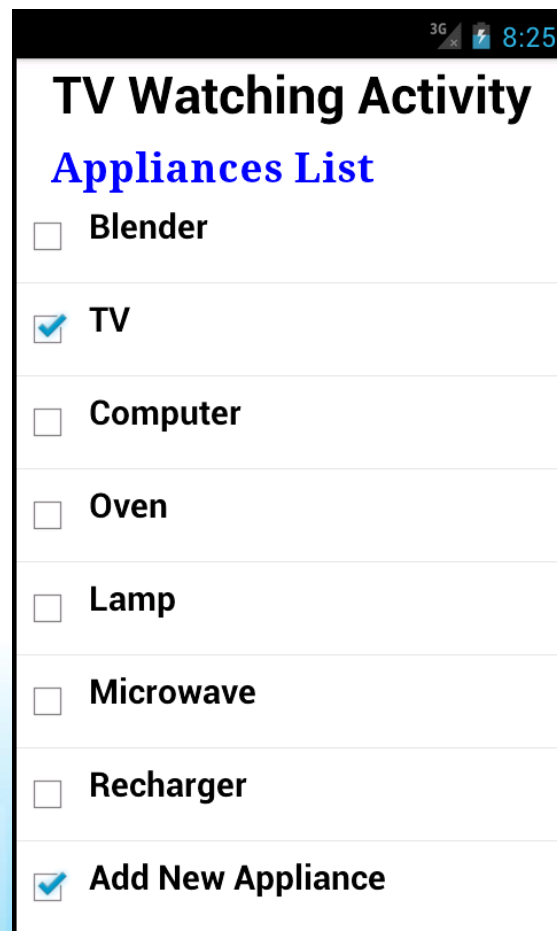 3G 8:25
TV Watching Activity
Appliances List
Blender
TV
Computer
Oven
Lamp
Microwave
Recharger
Add New Appliance